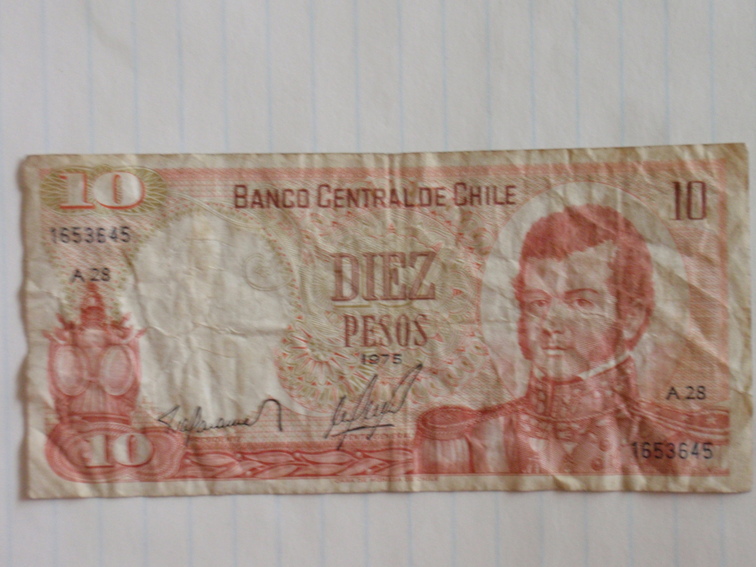 10
BANCO CENTRAL DE CHILE
10
1653645
A 28
DIEZ
PESOS
1975
A 28
10
1653645